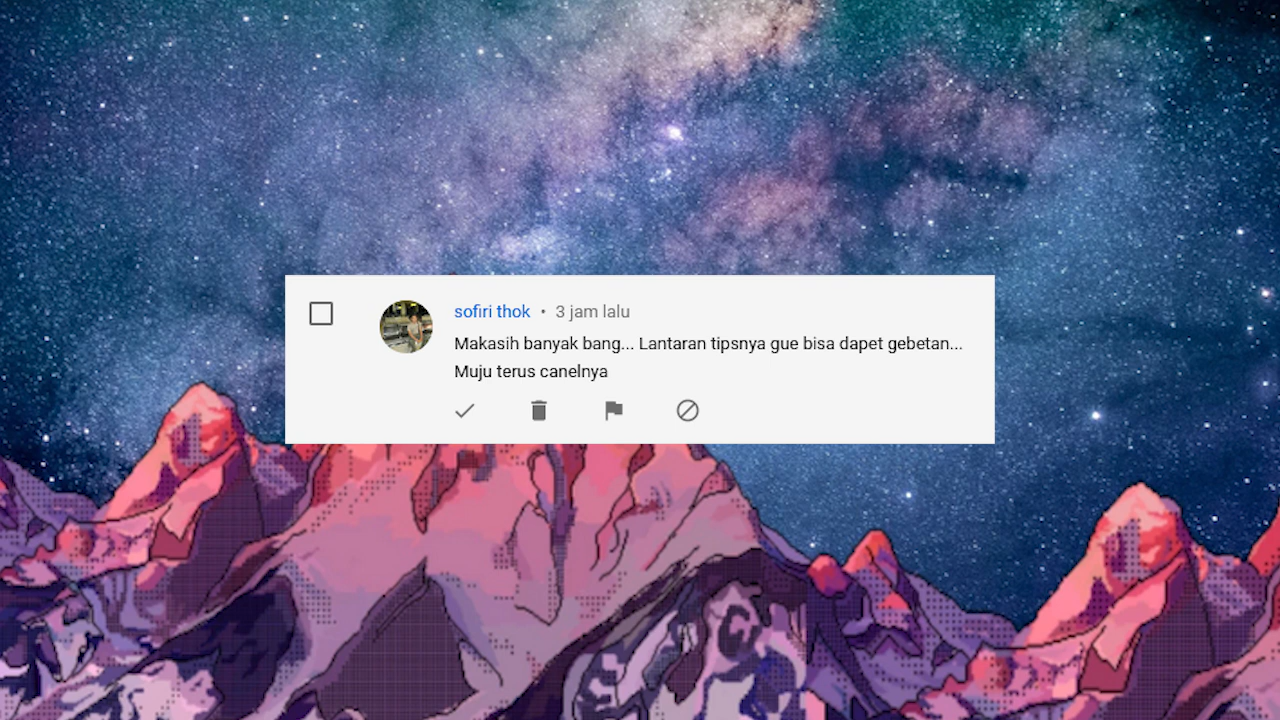 sofiri thok • 3 jam lalu
Makasih banyak bang... Lantaran tipsnya gue bisa dapet gebetan...
Muju terus canelnya